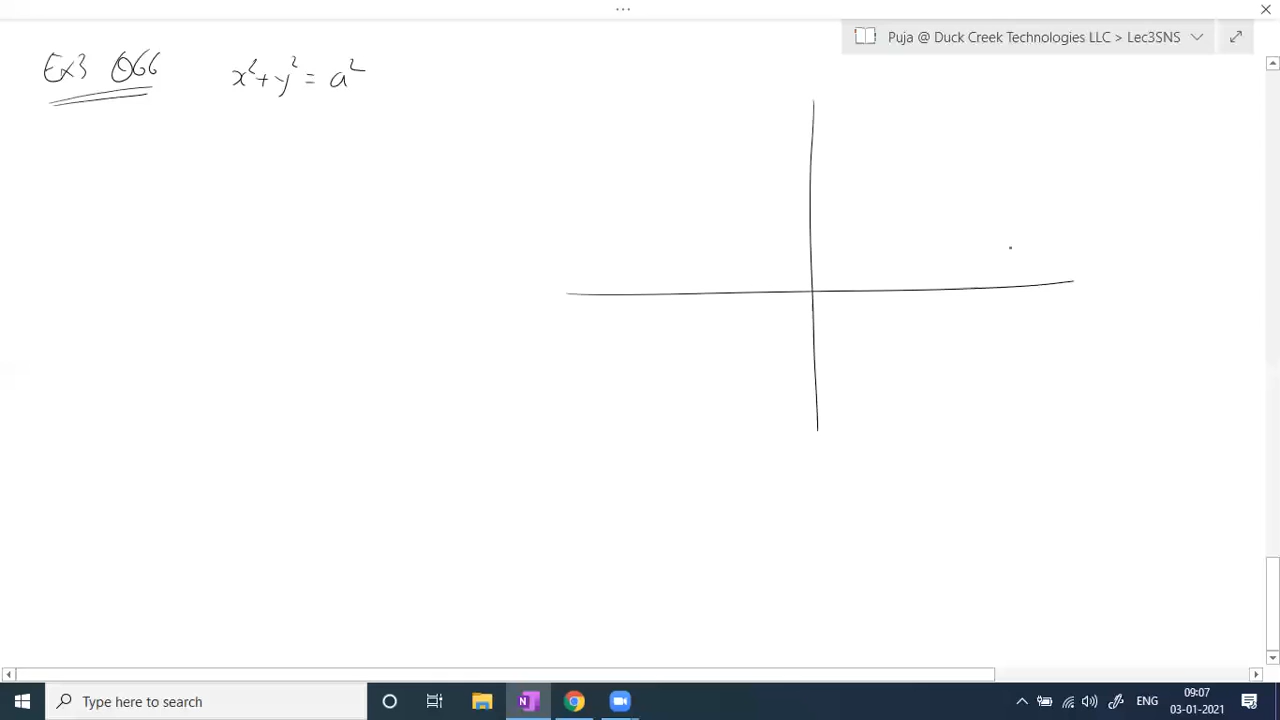 ...
Puja @ Duck Creek Technologies LLC > Lec3SNS
Ex3 Q66 x²+y² = a²
Type here to search
N
ENG
09:07
03-01-2021